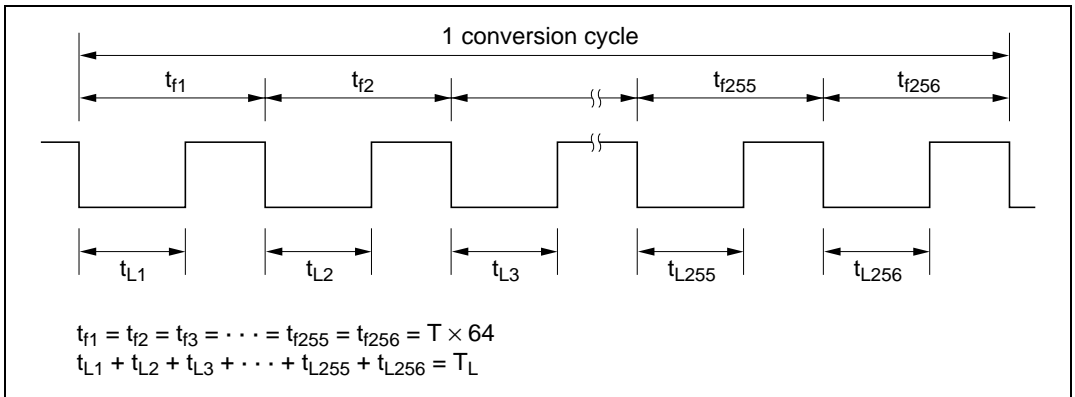 1 conversion cycle
tf1 tf2 tf255 tf256
tL1 tL2 tL3 tL255 tL256
tf1 = tf2 = tf3 = · · · = tf255 = tf256 = T × 64
tL1 + tL2 + tL3 + · · · + tL255 + tL256 = TL